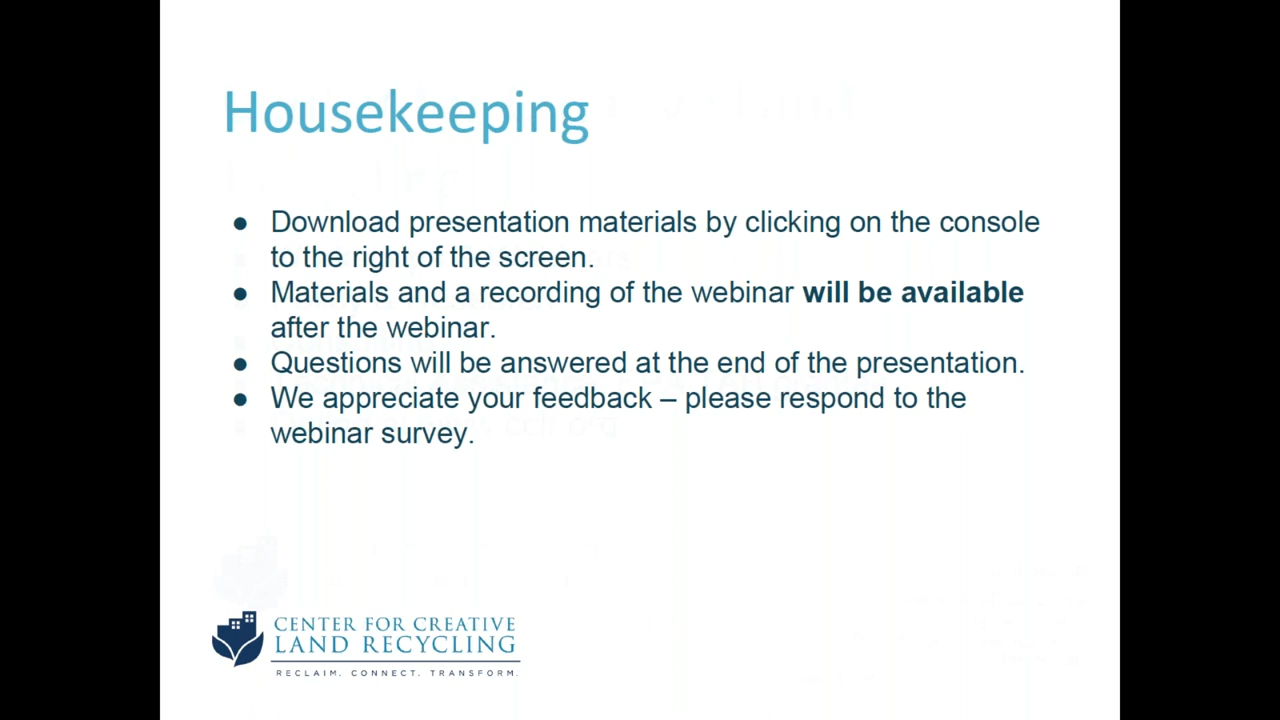 Housekeeping
● Download presentation materials by clicking on the console
to the right of the screen.
● Materials and a recording of the webinar will be available
after the webinar.
● Questions will be answered at the end of the presentation.
● We appreciate your feedback – please respond to the
webinar survey.
CENTER FOR CREATIVE
LAND RECYCLING
RECLAIM. CONNECT. TRANSFORM.